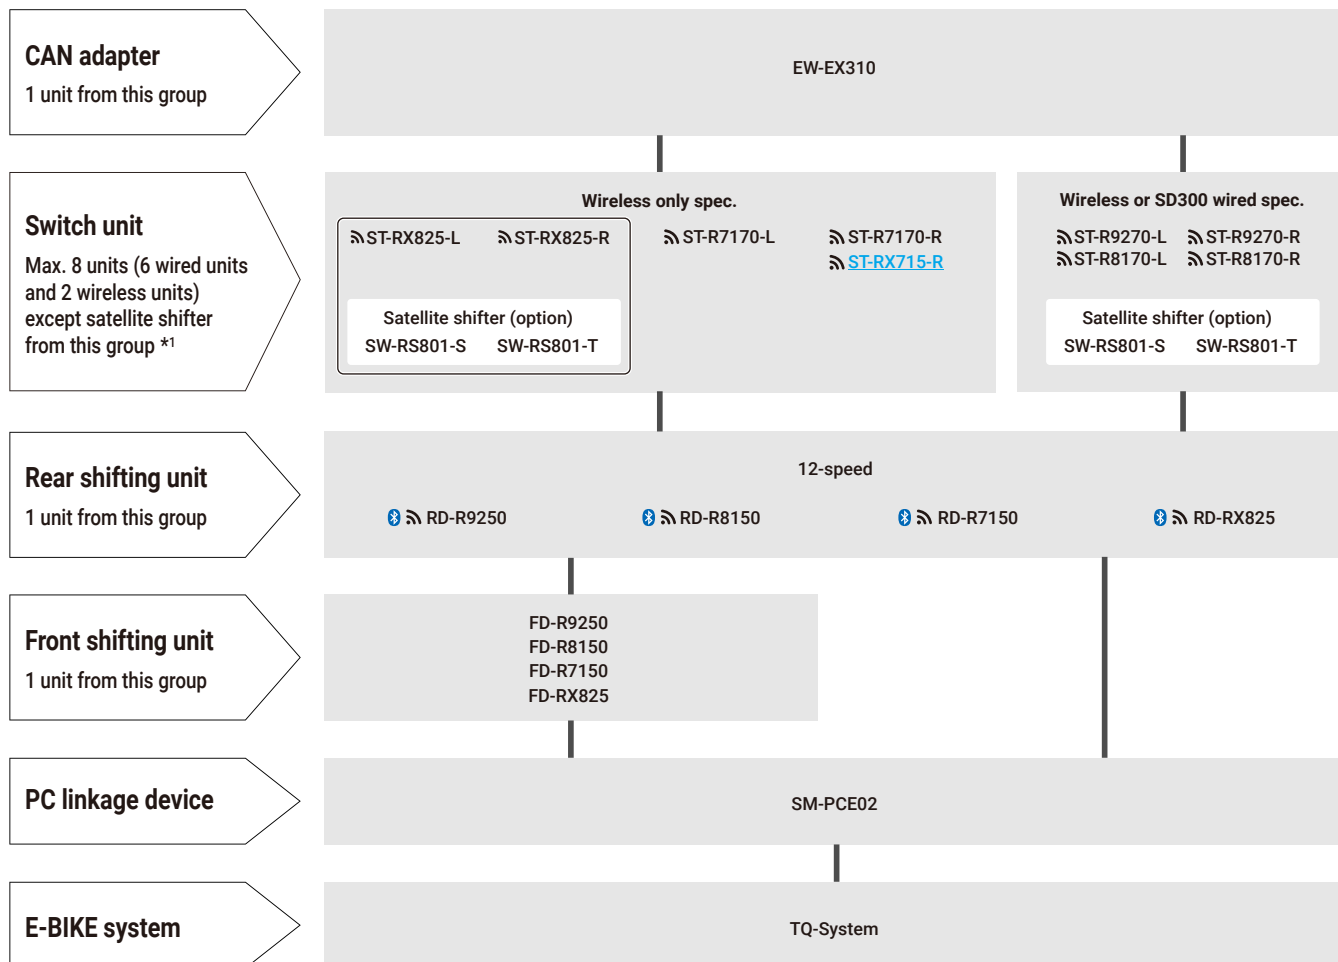 CAN adapter
1 unit from this group
EW-EX310
Switch unit
Max. 8 units (6 wired units
and 2 wireless units)
except satellite shifter
from this group *1
Wireless only spec.
ST-RX825-L ST-RX825-R ST-R7170-L ST-R7170-R
ST-RX715-R
Satellite shifter (option)
SW-RS801-S SW-RS801-T
Wireless or SD300 wired spec.
ST-R9270-L ST-R9270-R
ST-R8170-L ST-R8170-R
Satellite shifter (option)
SW-RS801-S SW-RS801-T
Rear shifting unit
1 unit from this group
12-speed
RD-R9250 RD-R8150 RD-R7150 RD-RX825
Front shifting unit
1 unit from this group
FD-R9250
FD-R8150
FD-R7150
FD-RX825
PC linkage device
SM-PCE02
E-BIKE system
TQ-System